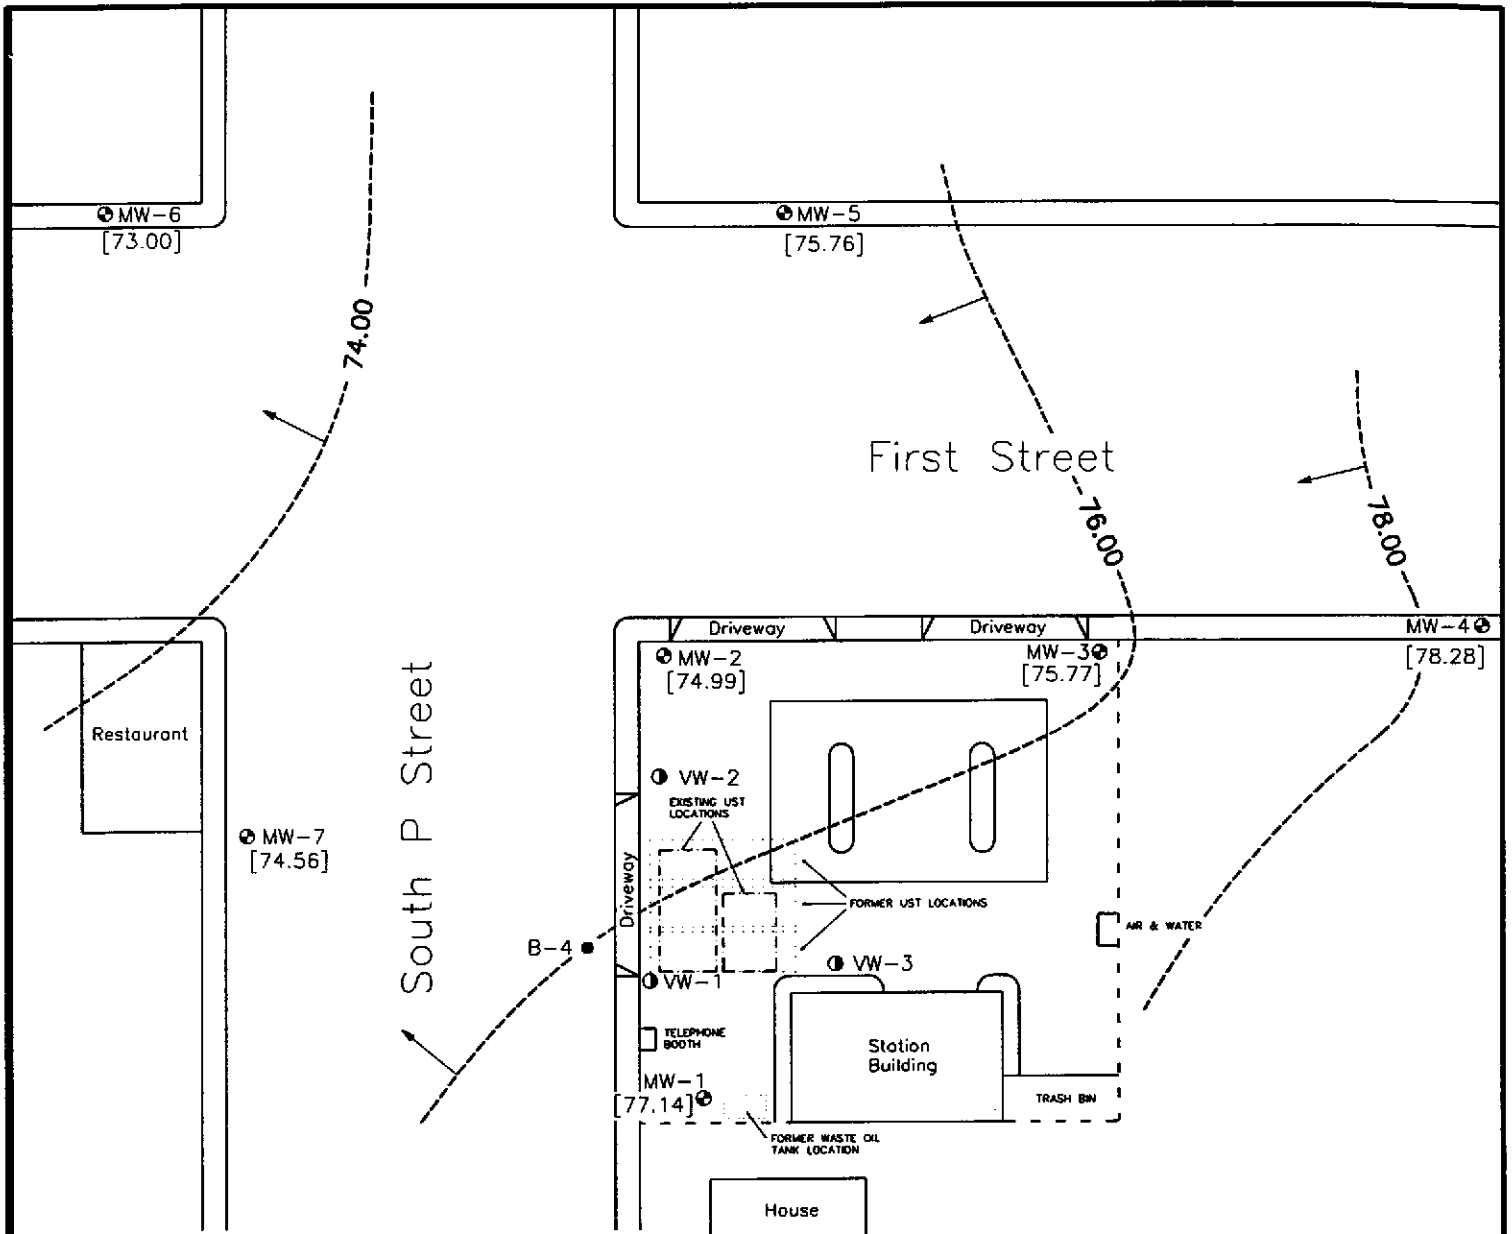 MW-6
[73.00]
MW-5
[75.76]
74.00
First Street
76.00
78.00
Driveway
Driveway
MW-4
[78.28]
MW-2
[74.99]
MW-3
[75.77]
Restaurant
South P Street
VW-2
EXISTING UST
LOCATIONS
MW-7
[74.56]
Driveway
FORMER UST LOCATIONS
AIR & WATER
B-4
VW-3
VW-1
TELEPHONE
BOOTH
Station
Building
MW-1
[77.14]
TRASH BIN
FORMER WASTE OIL
TANK LOCATION
House